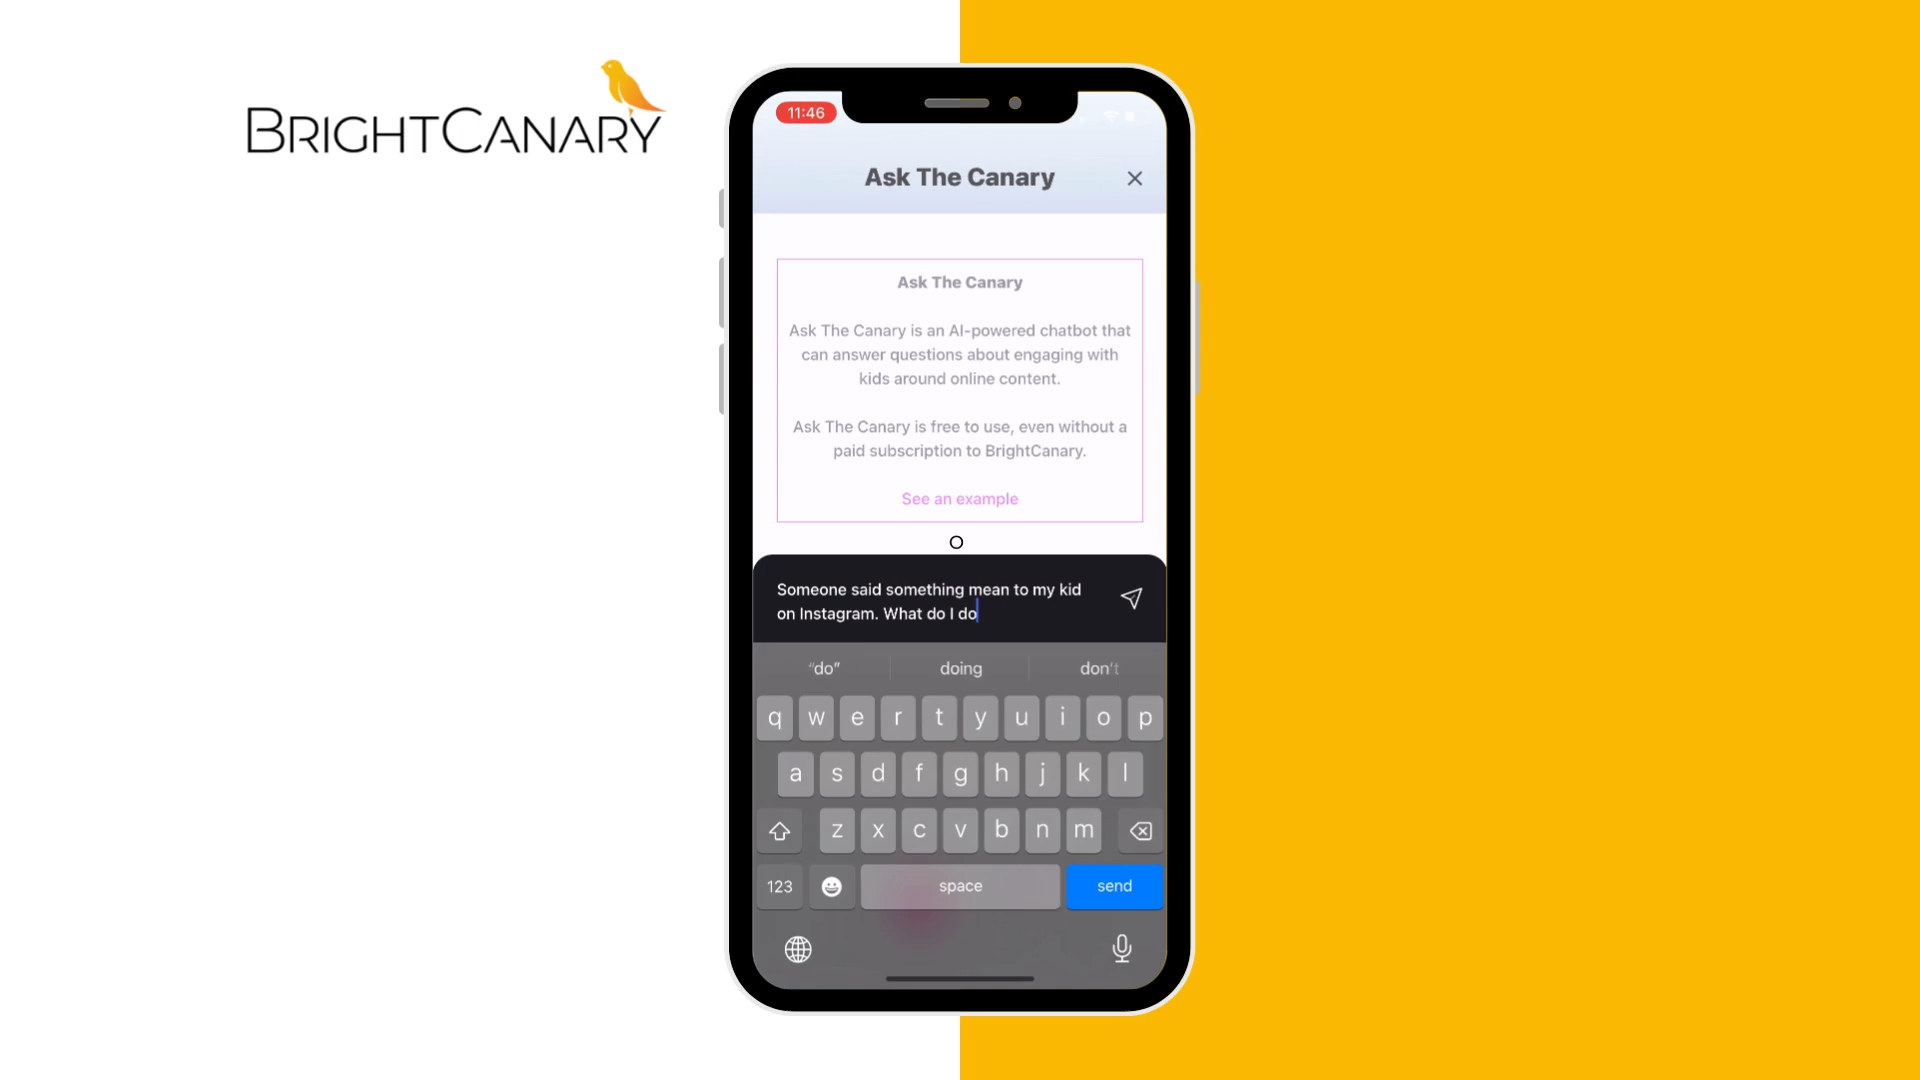 BRIGHTCANARY
11:46
Ask The Canary
Ask The Canary
Ask The Canary is an AI-powered chatbot that
can answer questions about engaging with
kids around online content.
Ask The Canary is free to use, even without a
paid subscription to BrightCanary.
See an example
Someone said something mean to my kid
on Instagram. What do I do
“do” doing don't
q w e r t y u i o p
a s d f g h j k l
z x c v b n m
123 space send